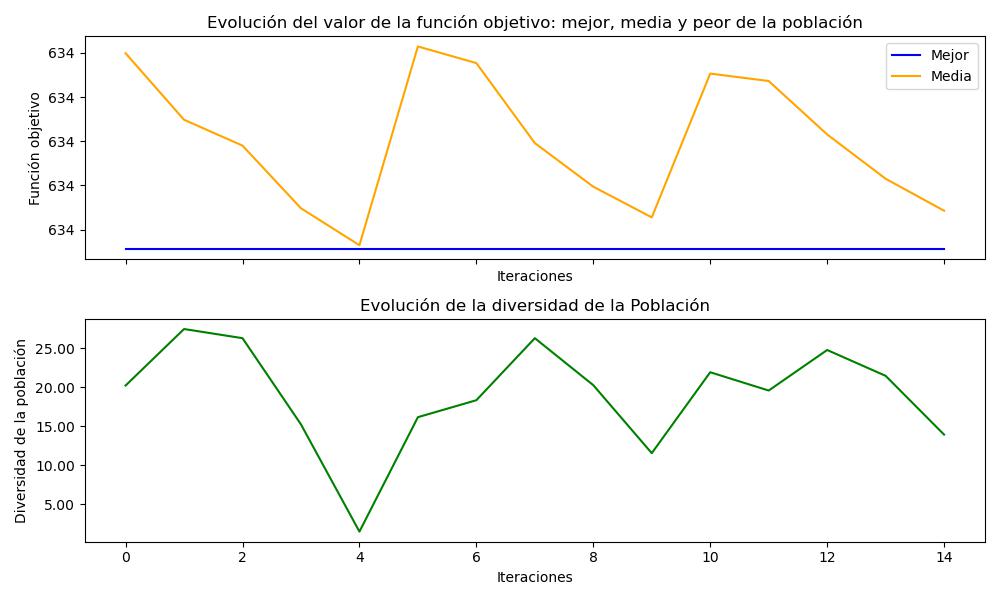 Evolución del valor de la función objetivo: mejor, media y peor de la población
Función objetivo
634
634
634
634
634
Mejor
Media
Iteraciones
Evolución de la diversidad de la Población
Diversidad de la población
25.00
20.00
15.00
10.00
5.00
0 2 4 6 8 10 12 14
Iteraciones